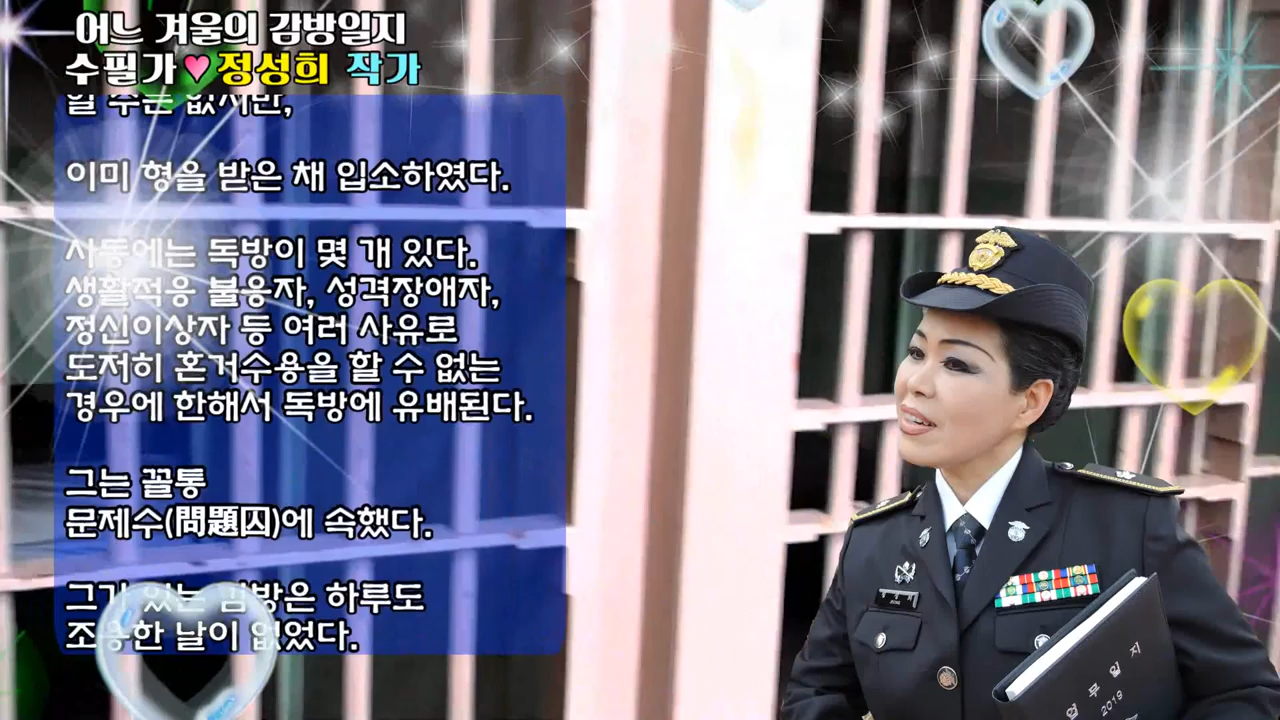 어느 겨울의 감방일지
수필가♥정성희 작가
할 수는 없지만,
이미 형을 받은 채 입소하였다.
사동에는 독방이 몇 개 있다.
생활적응 불응자, 성격장애자,
정신이상자 등 여러 사유로
도저히 혼거수용을 할 수 없는
경우에 한해서 독방에 유배된다.
그는 꼴통
문제수(問題囚)에 속했다.
그가 있는 감방은 하루도
조용한 날이 없었다.
업무일지
2019